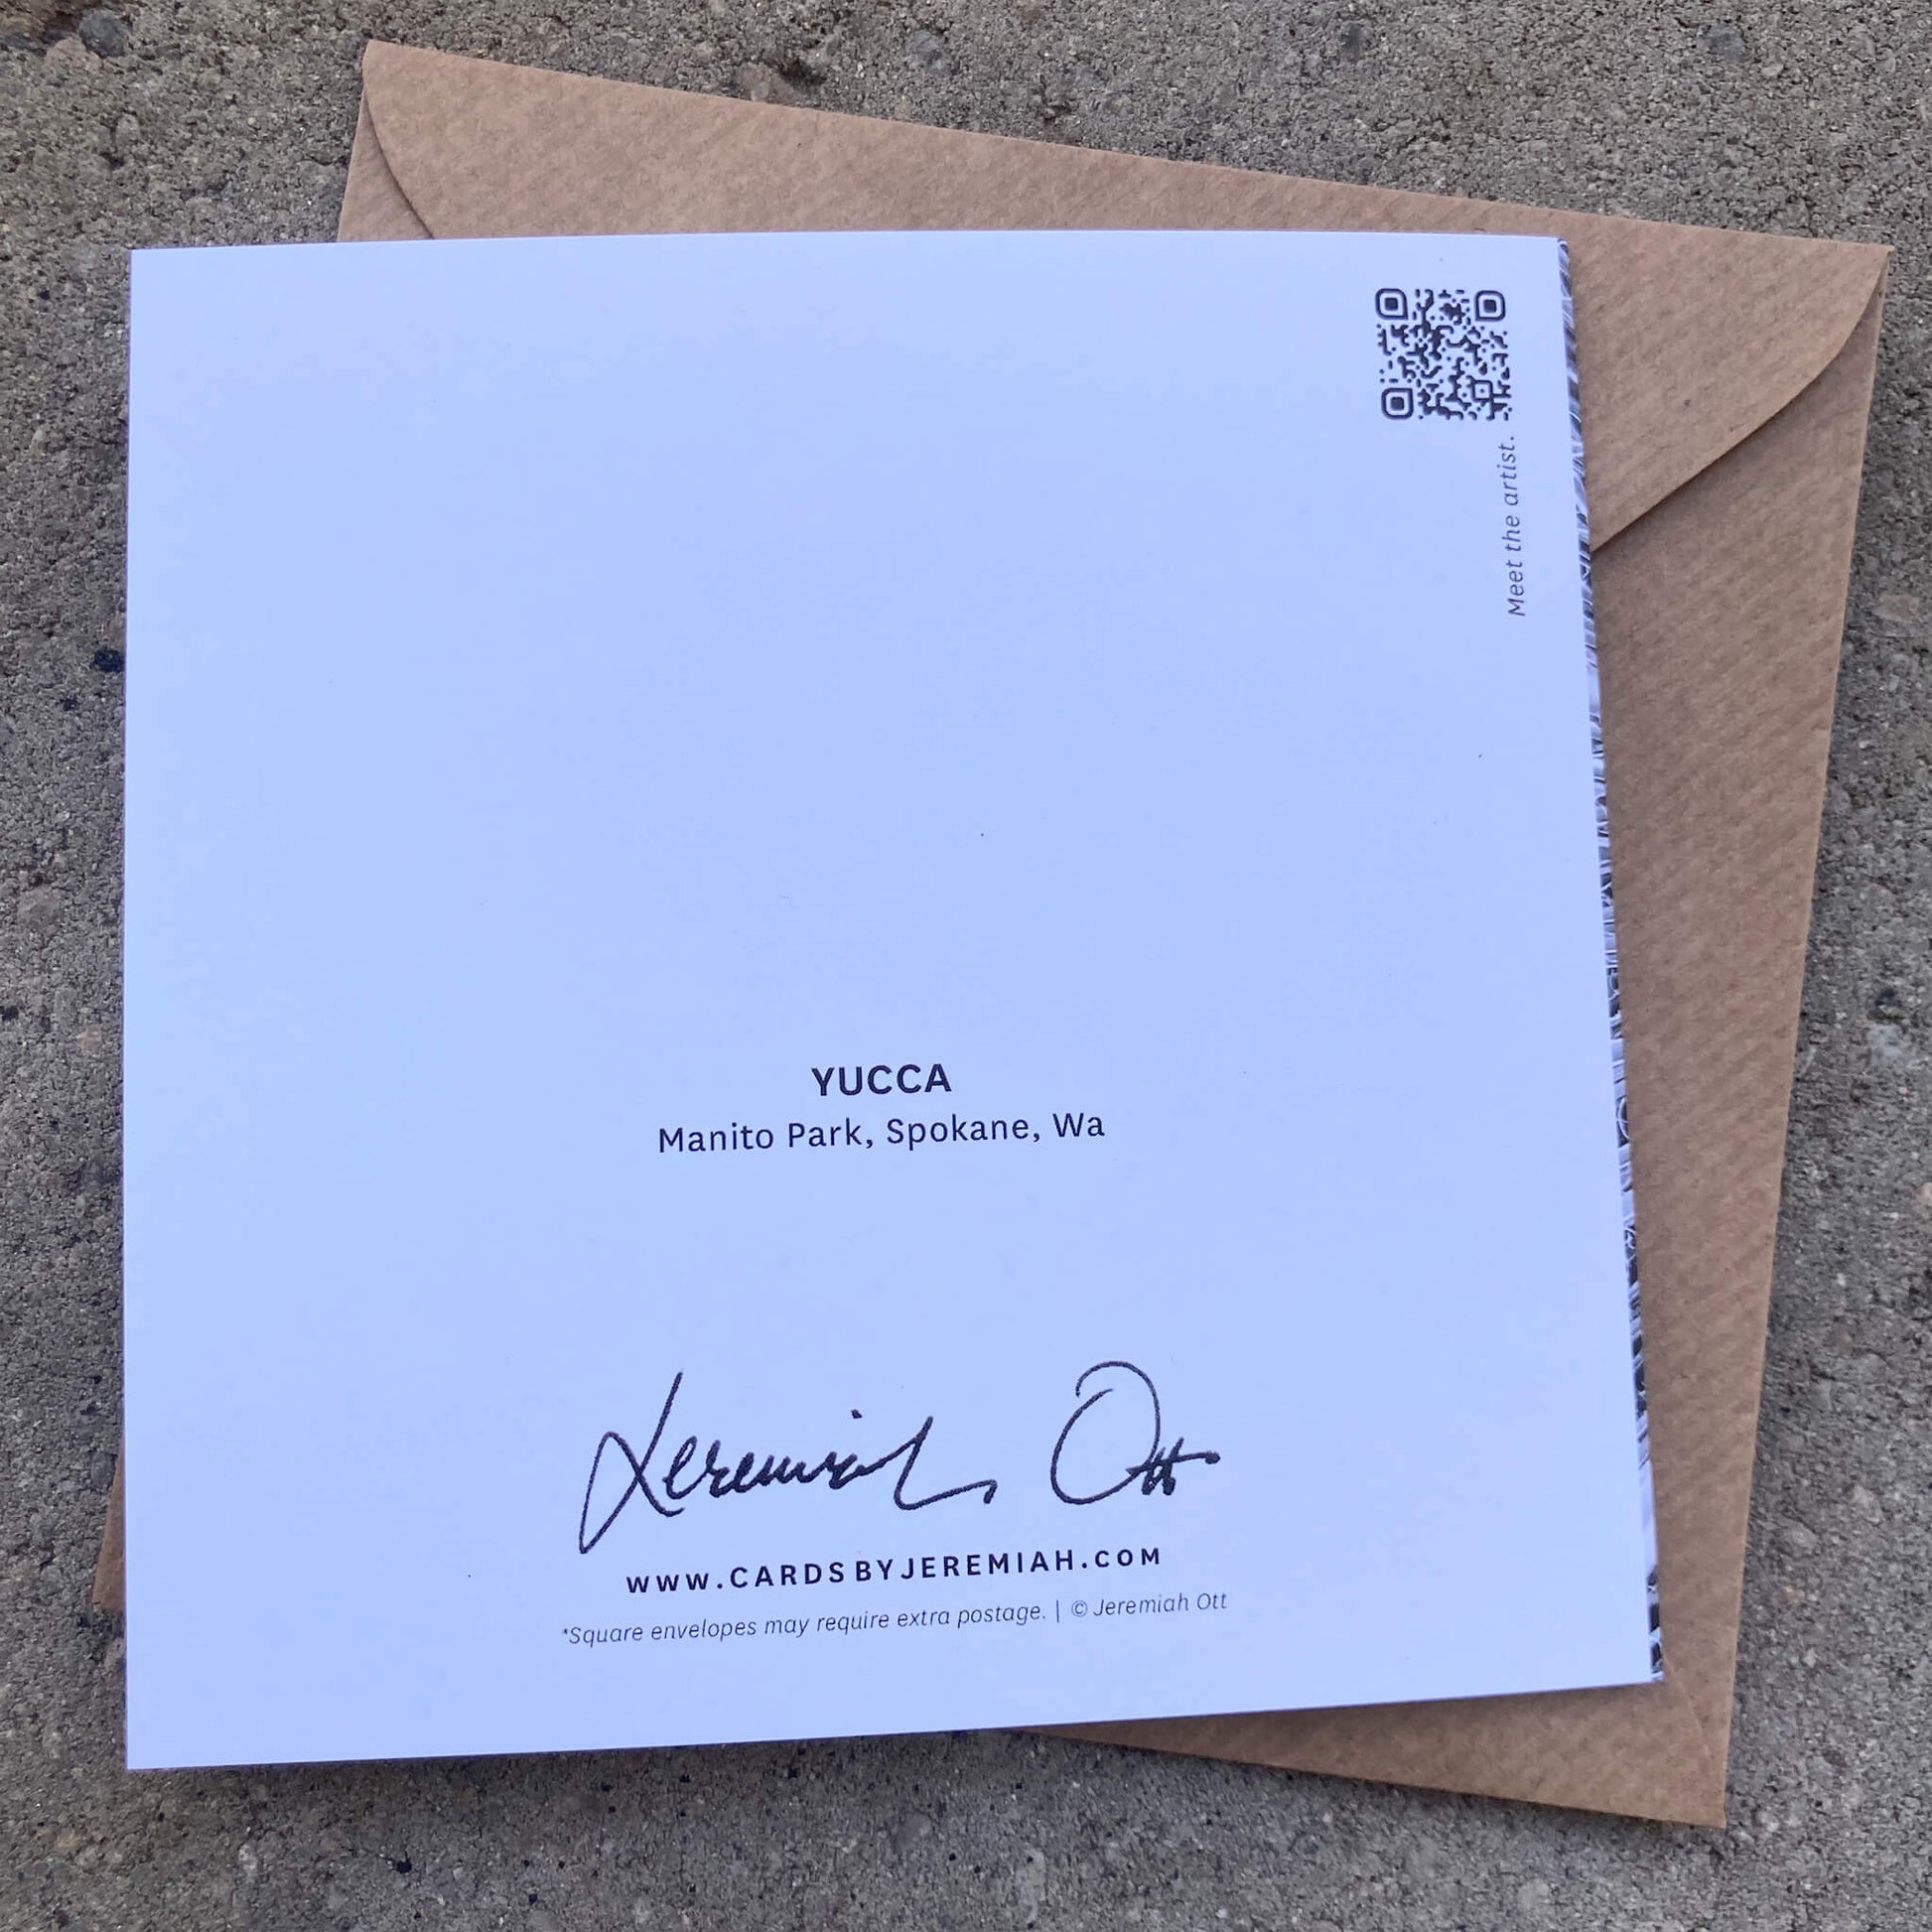 Meet the artist.
YUCCA
Manito Park, Spokane, Wa
Jeremiah Ott
WWW.CARDSBYJEREMIAH.COM
*Square envelopes may require extra postage. | © Jeremiah Ott